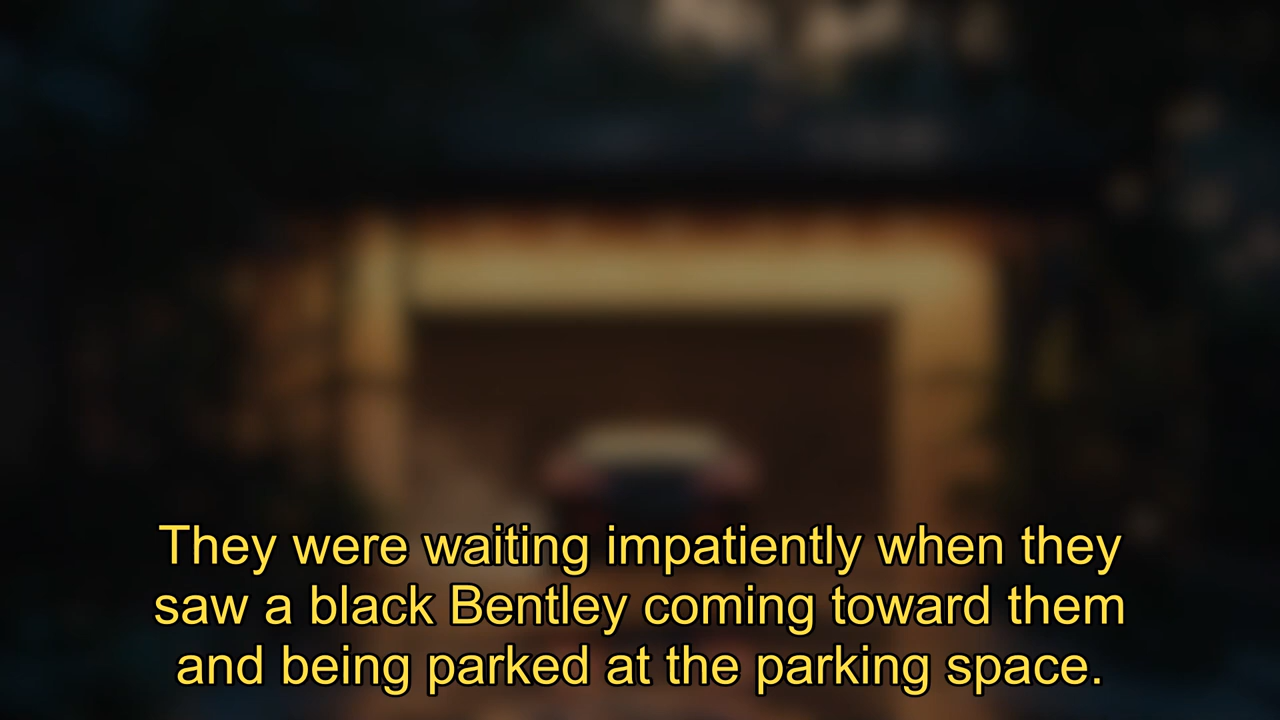 They were waiting impatiently when they
saw a black Bentley coming toward them
and being parked at the parking space.